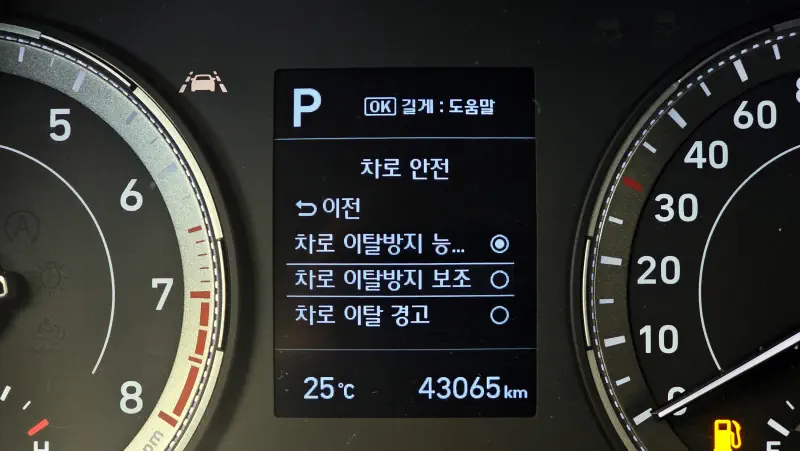 P
OK 길게 : 도움말
차로 안전
이전
차로 이탈방지 능...
차로 이탈방지 보조
차로 이탈 경고
25℃ 43065km
5
6
7
8
H
60
40
30
20
10
0
E